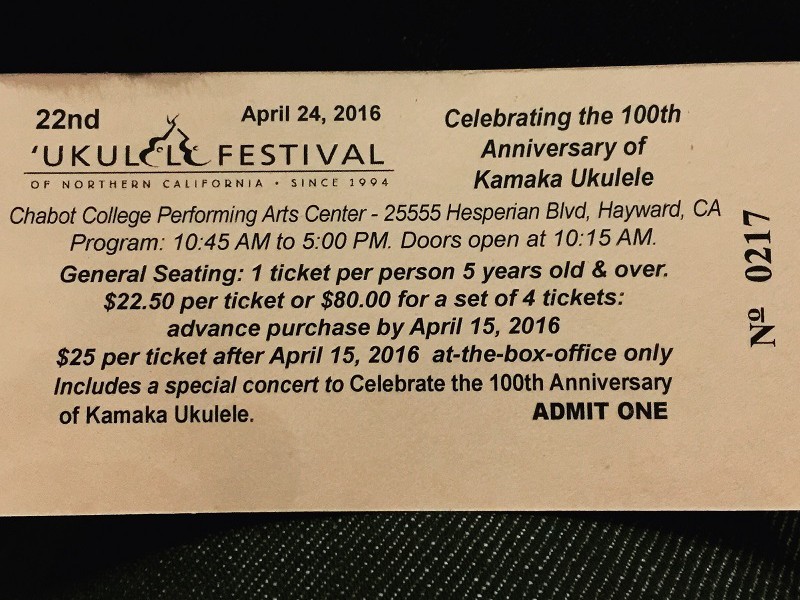 22nd
April 24, 2016
'UKULELE FESTIVAL
OF NORTHERN CALIFORNIA • SINCE 1994
Celebrating the 100th
Anniversary of
Kamaka Ukulele
Chabot College Performing Arts Center - 25555 Hesperian Blvd, Hayward, CA
Program: 10:45 AM to 5:00 PM. Doors open at 10:15 AM.
General Seating: 1 ticket per person 5 years old & over.
$22.50 per ticket or $80.00 for a set of 4 tickets:
advance purchase by April 15, 2016
$25 per ticket after April 15, 2016 at-the-box-office only
Includes a special concert to Celebrate the 100th Anniversary
of Kamaka Ukulele.
ADMIT ONE
Nº 0217